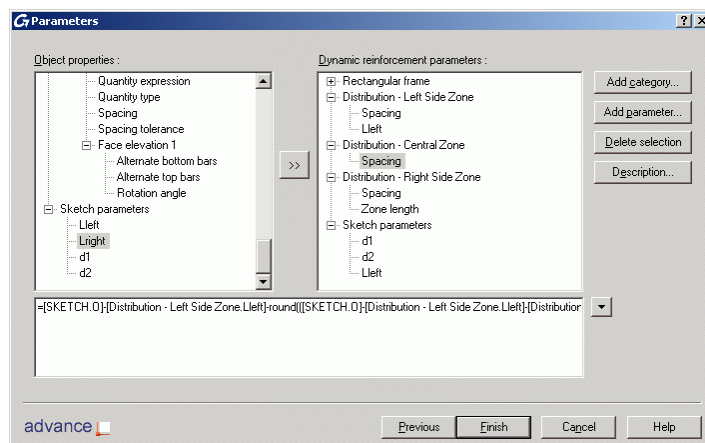 Parameters
Object properties :
Quantity expression
Quantity type
Spacing
Spacing tolerance
Face elevation 1
Alternate bottom bars
Alternate top bars
Rotation angle
Sketch parameters
Lleft
Lright
d1
d2
>>
Dynamic reinforcement parameters :
Rectangular frame
Distribution - Left Side Zone
Spacing
Lleft
Distribution - Central Zone
Spacing
Distribution - Right Side Zone
Spacing
Zone length
Sketch parameters
d1
d2
Lleft
Add category...
Add parameter...
Delete selection
Description...
=[SKETCH.O]-[Distribution - Left Side Zone.Lleft]-round(([SKETCH.O]-[Distribution - Left Side Zone.Lleft]-[Distribution
advance
Previous
Finish
Cancel
Help